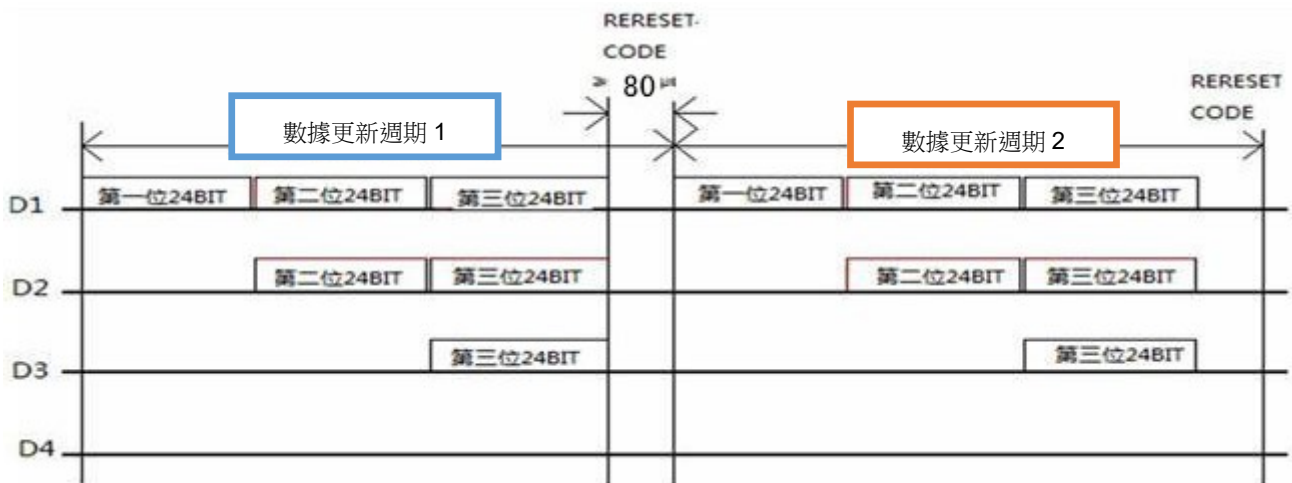 RERESET
CODE
≥ 80
RERESET
CODE
數據更新週期 1
數據更新週期 2
D1
第一位24BIT
第二位24BIT
第三位24BIT
第一位24BIT
第二位24BIT
第三位24BIT
D2
第二位24BIT
第三位24BIT
第二位24BIT
第三位24BIT
D3
第三位24BIT
第三位24BIT
D4